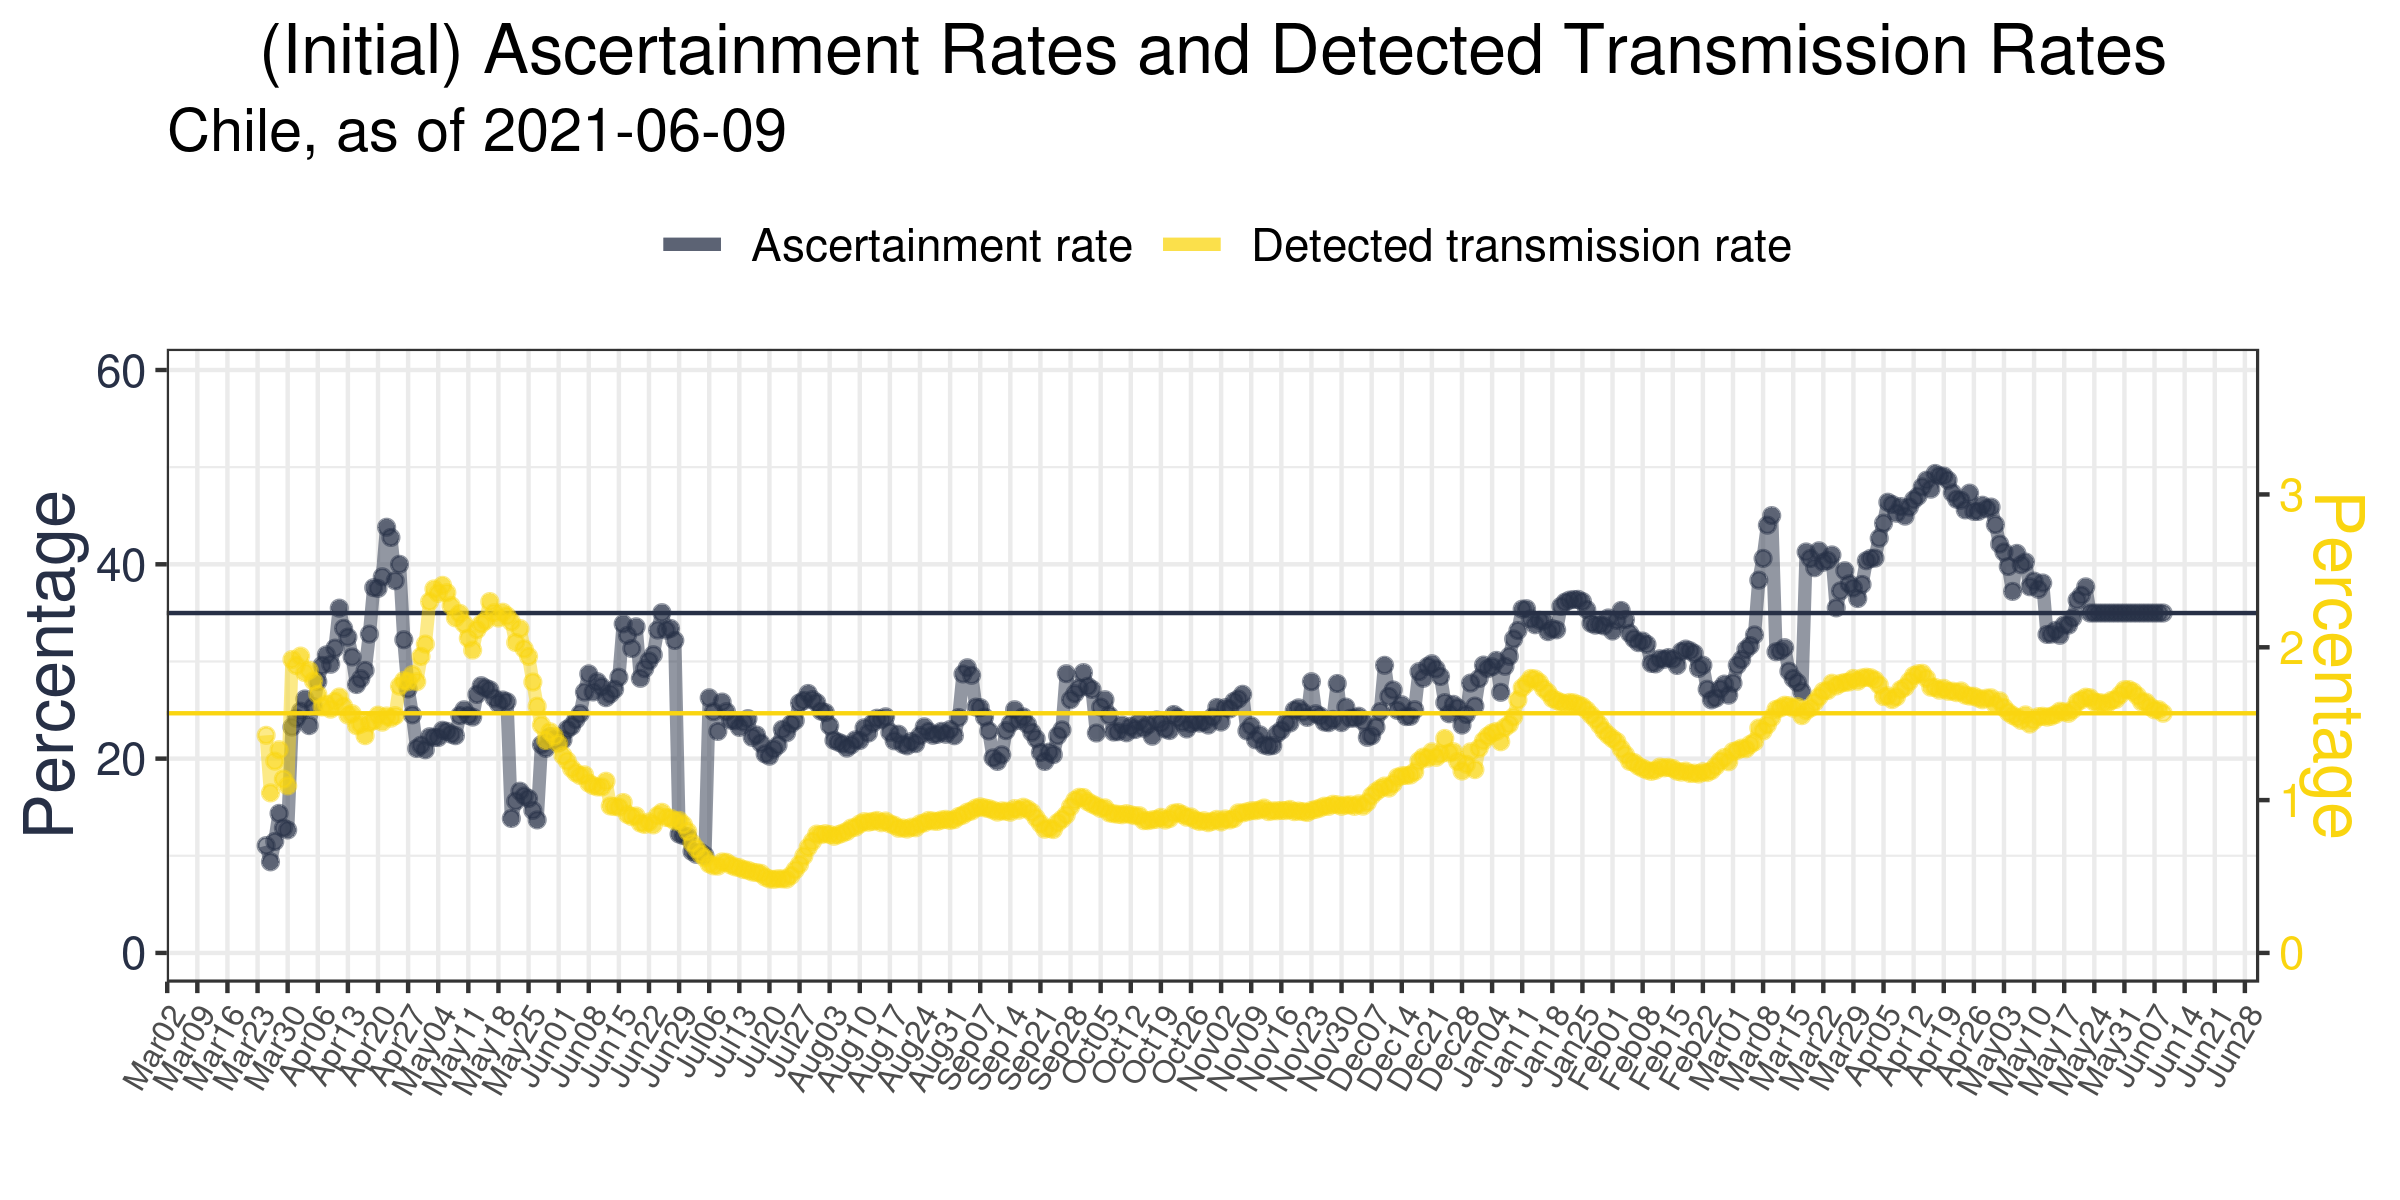 (Initial) Ascertainment Rates and Detected Transmission Rates
Chile, as of 2021-06-09
Ascertainment rate
Detected transmission rate
Percentage
60
40
20
0
3
2
1
0
Percentage
Mar02
Mar09
Mar16
Mar23
Mar30
Apr06
Apr13
Apr20
Apr27
May04
May11
May18
May25
Jun01
Jun08
Jun15
Jun22
Jun29
Jul06
Jul13
Jul20
Jul27
Aug03
Aug10
Aug17
Aug24
Aug31
Sep07
Sep14
Sep21
Sep28
Oct05
Oct12
Oct19
Oct26
Nov02
Nov09
Nov16
Nov23
Nov30
Dec07
Dec14
Dec21
Dec28
Jan04
Jan11
Jan18
Jan25
Feb01
Feb08
Feb15
Feb22
Mar01
Mar08
Mar15
Mar22
Mar29
Apr05
Apr12
Apr19
Apr26
May03
May10
May17
May24
May31
Jun07
Jun14
Jun21
Jun28